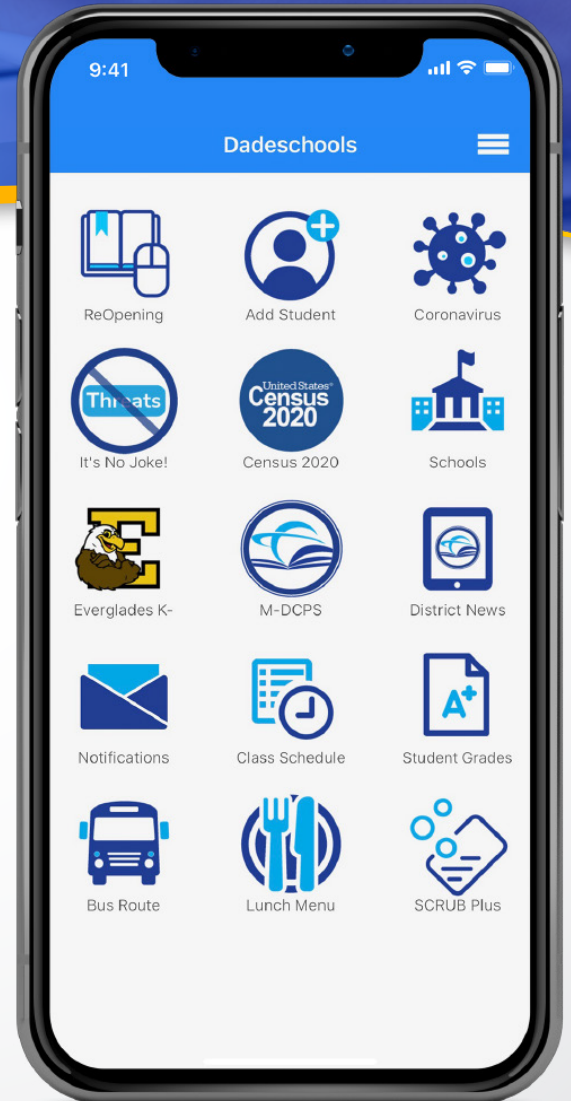 9:41
Dadeschools
ReOpening
Add Student
Coronavirus
Threats
United States®
Census
2020
It's No Joke!
Census 2020
Schools
E
Everglades K-
M-DCPS
District News
A+
Notifications
Class Schedule
Student Grades
Bus Route
Lunch Menu
SCRUB Plus